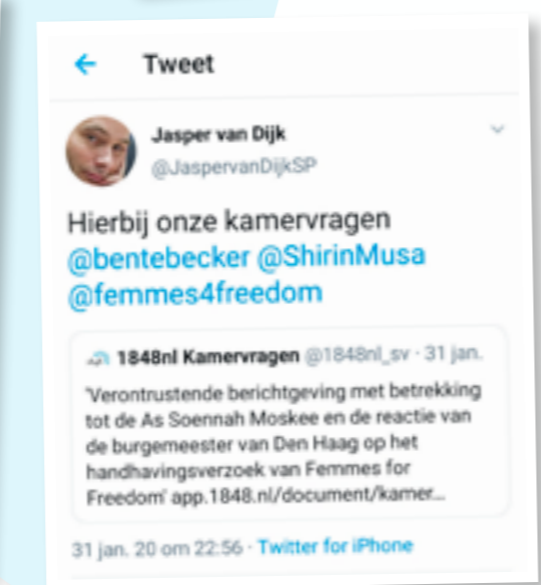 Tweet
Jasper van Dijk
@JaspervanDijkSP
Hierbij onze kamervragen
@bentebecker @ShirinMusa
@femmes4freedom
1848nl Kamervragen @1848nl_sv · 31 jan.
'Verontrustende berichtgeving met betrekking
tot de As Soennah Moskee en de reactie van
de burgemeester van Den Haag op het
handhavingsverzoek van Femmes for
Freedom' app.1848.nl/document/kamer...
31 jan. 20 om 22:56 · Twitter for iPhone